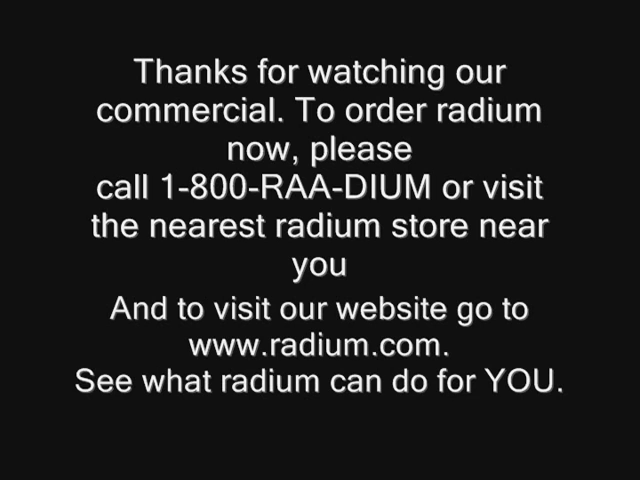 Thanks for watching our
commercial. To order radium
now, please
call 1-800-RAA-DIUM or visit
the nearest radium store near
you
And to visit our website go to
www.radium.com.
See what radium can do for YOU.